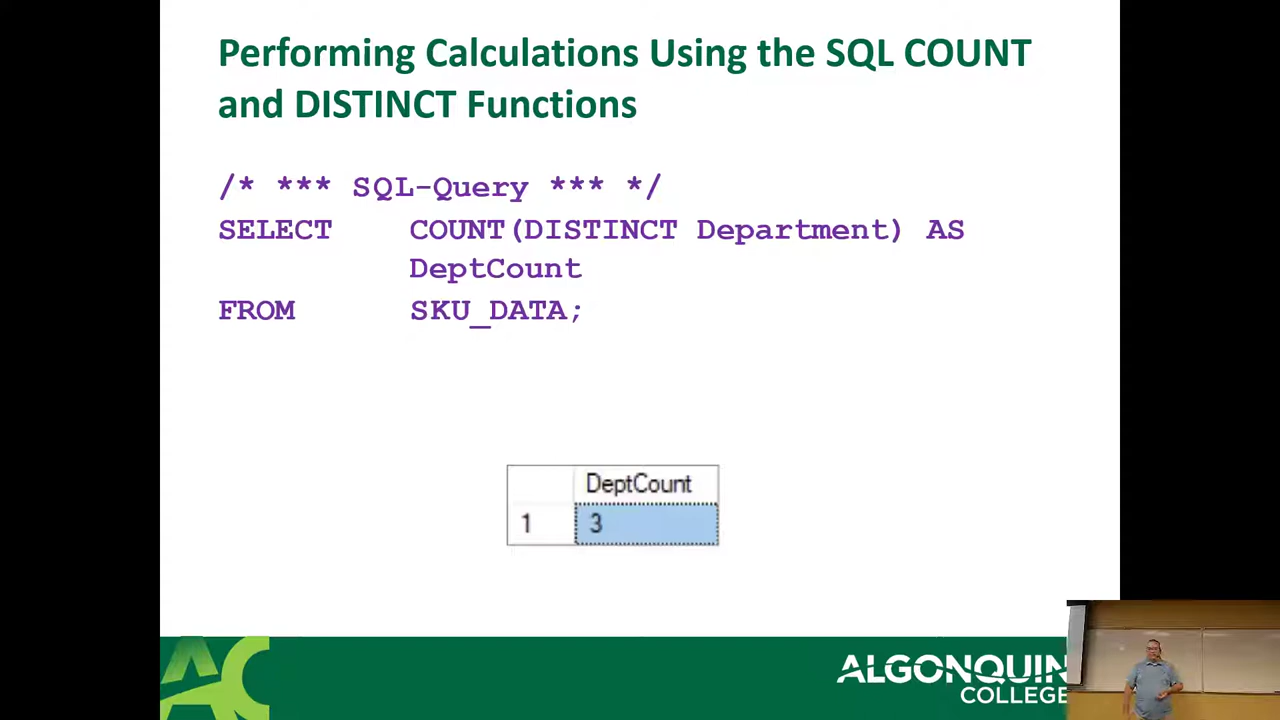 Performing Calculations Using the SQL COUNT
and DISTINCT Functions
/* *** SQL-Query *** */
SELECT COUNT(DISTINCT Department) AS
DeptCount
FROM SKU_DATA;
DeptCount
1 3
AC
ALGONQUIN
COLLEGE